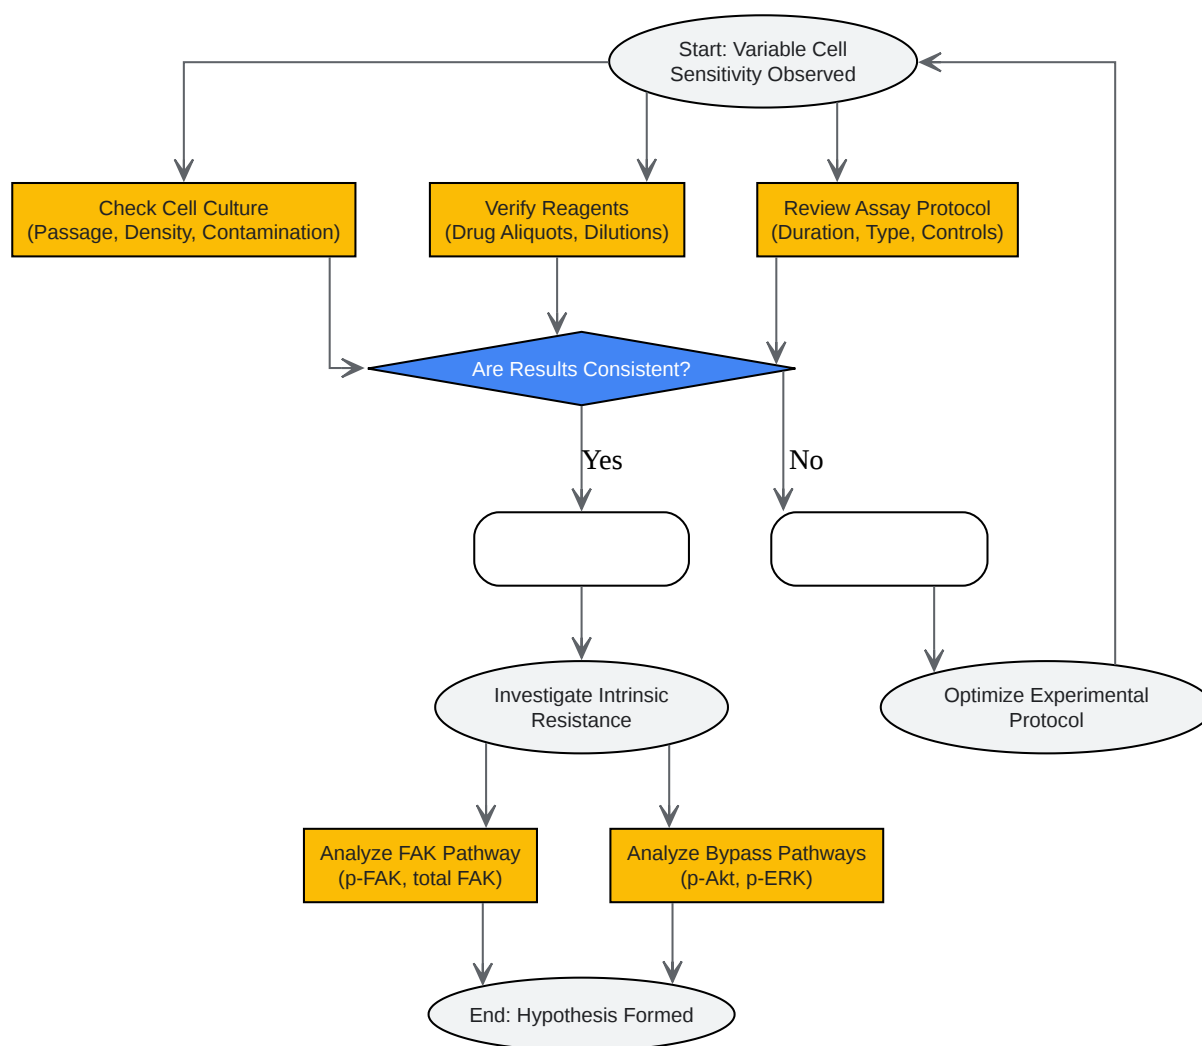 Start: Variable Cell
Sensitivity Observed
Check Cell Culture
(Passage, Density, Contamination)
Verify Reagents
(Drug Aliquots, Dilutions)
Review Assay Protocol
(Duration, Type, Controls)
Are Results Consistent?
Yes
No
Investigate Intrinsic
Resistance
Optimize Experimental
Protocol
Analyze FAK Pathway
(p-FAK, total FAK)
Analyze Bypass Pathways
(p-Akt, p-ERK)
End: Hypothesis Formed